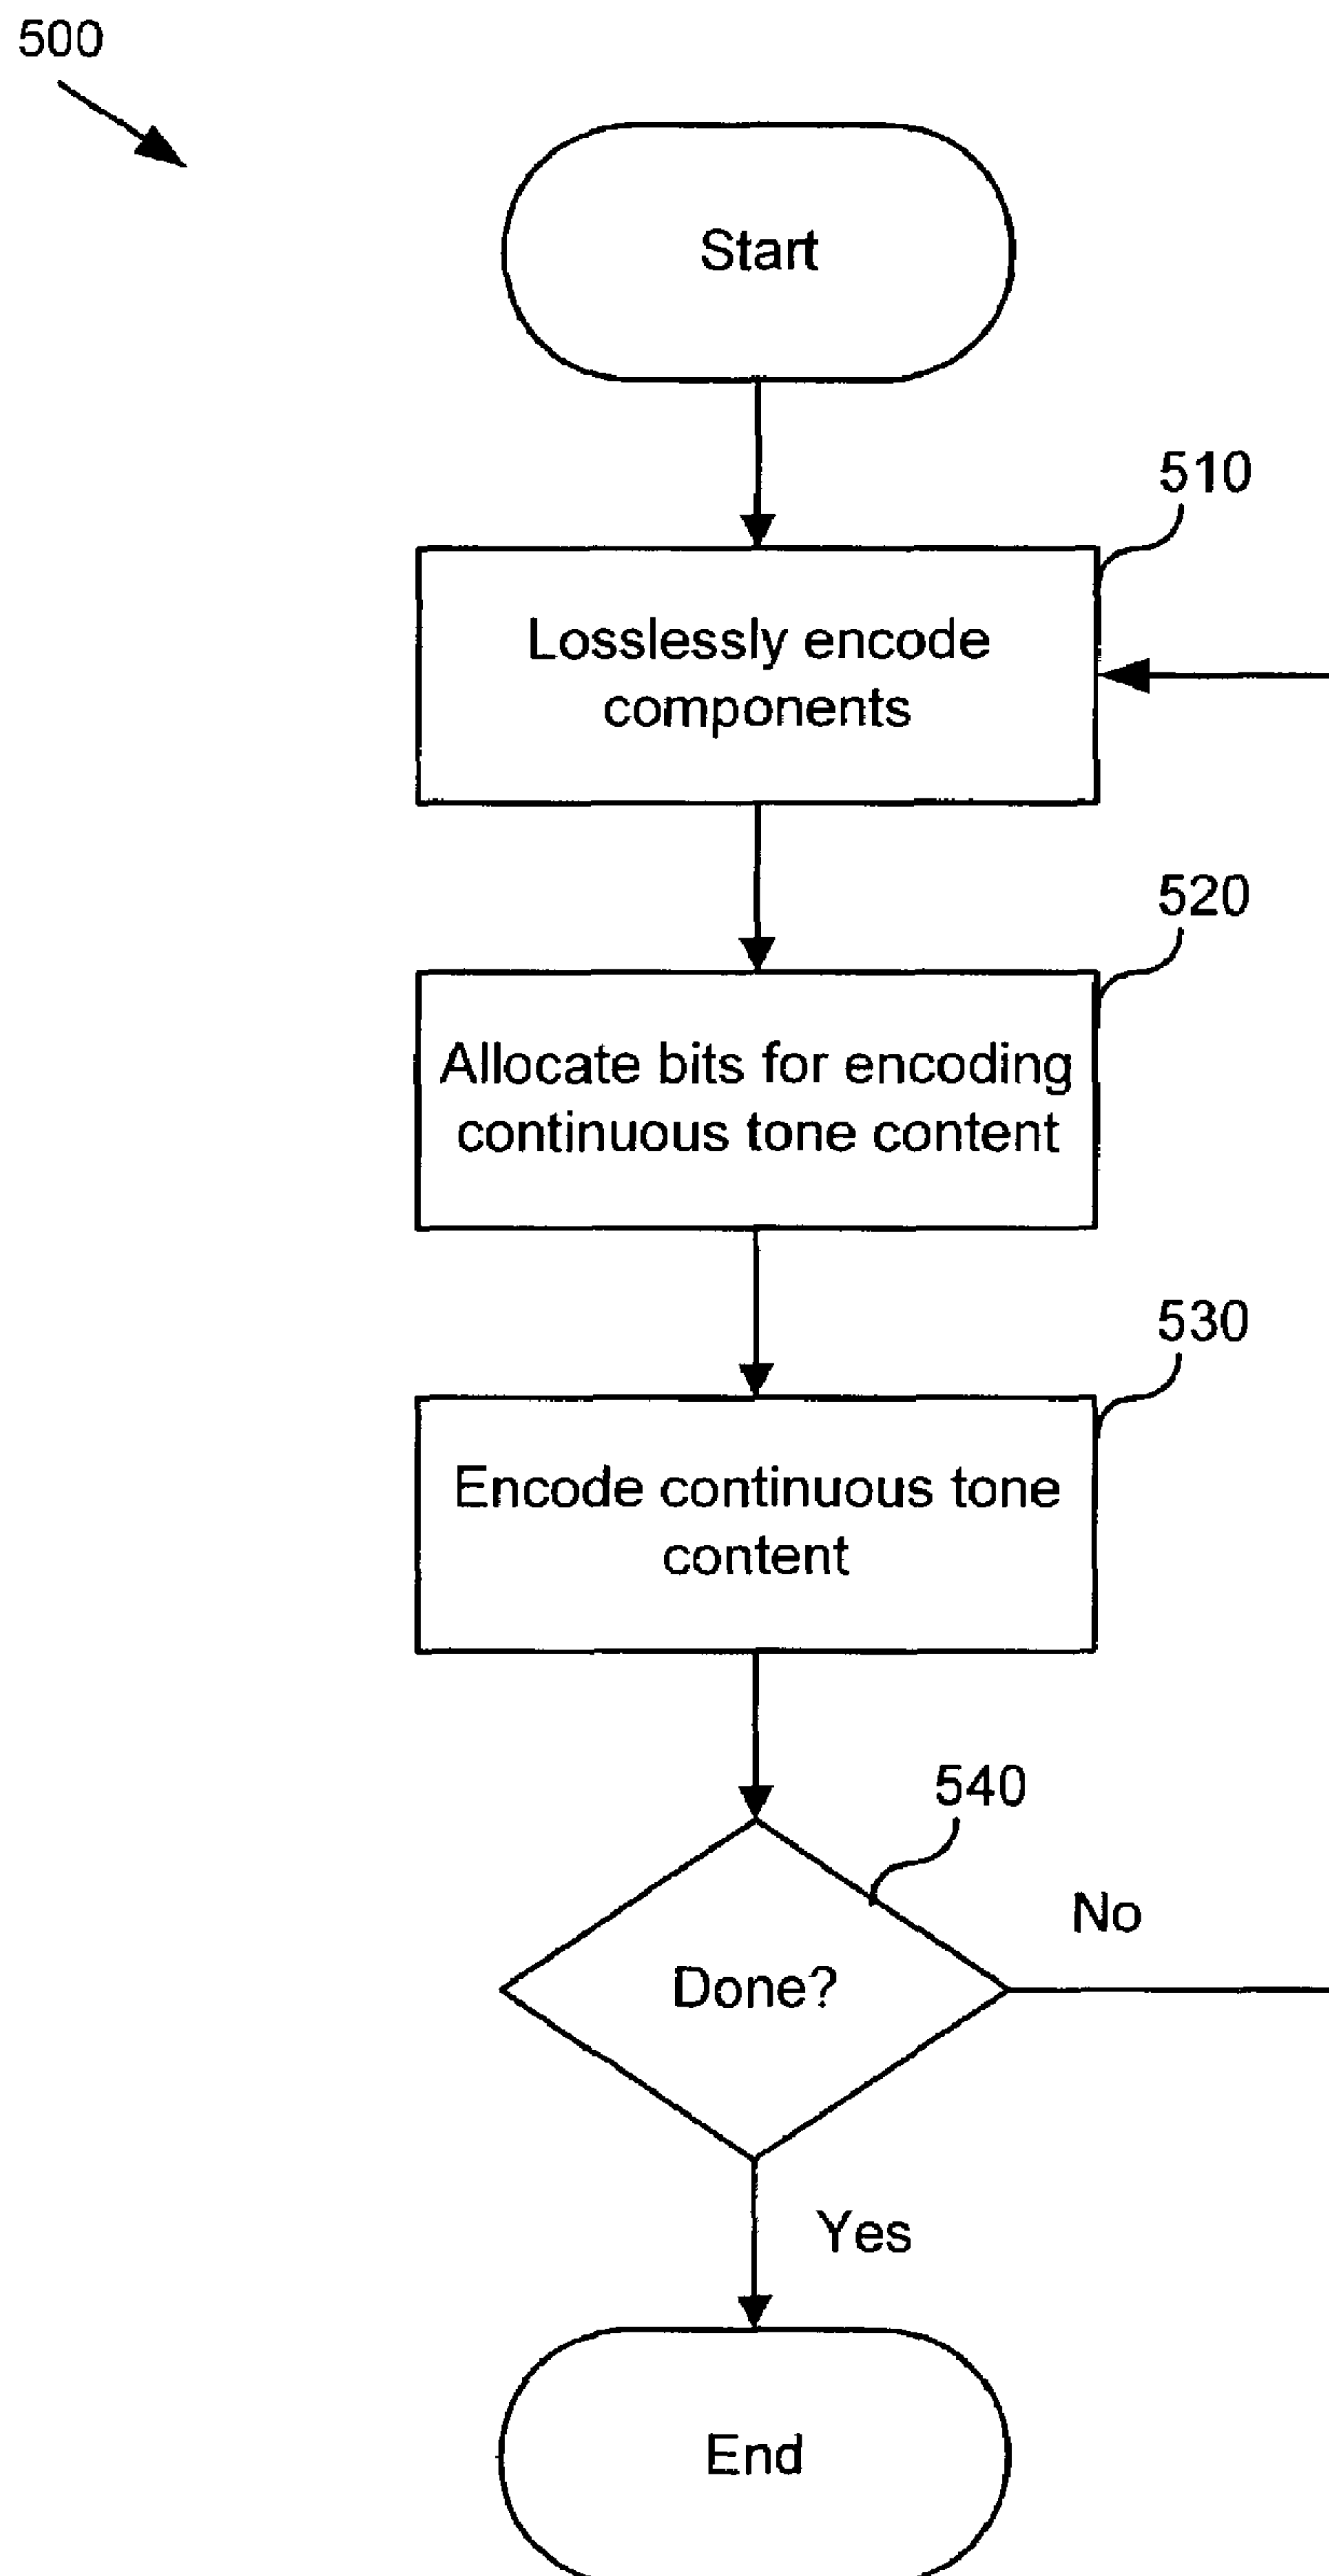 500
Start
510
Losslessly encode
components
520
Allocate bits for encoding
continuous tone content
530
Encode continuous tone
content
540
No
Done?
Yes
End